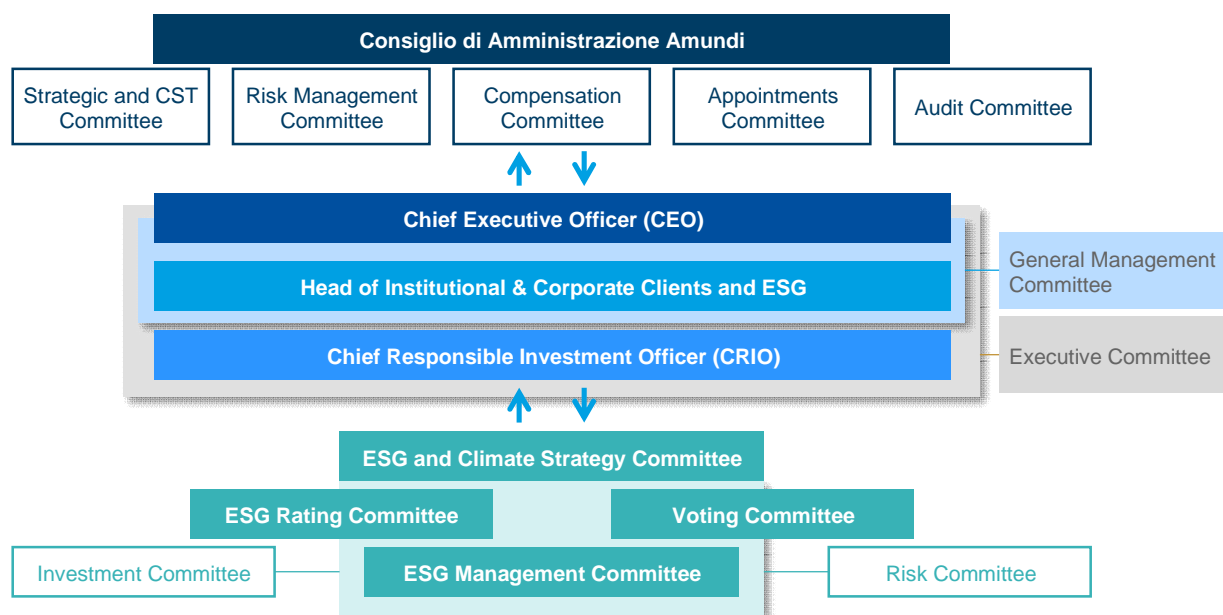 Consiglio di Amministrazione Amundi
Strategic and CST
Committee
Risk Management
Committee
Compensation
Committee
Appointments
Committee
Audit Committee
Chief Executive Officer (CEO)
Head of Institutional & Corporate Clients and ESG
General Management
Committee
Chief Responsible Investment Officer (CRIO)
Executive Committee
ESG and Climate Strategy Committee
ESG Rating Committee
Voting Committee
Investment Committee
ESG Management Committee
Risk Committee